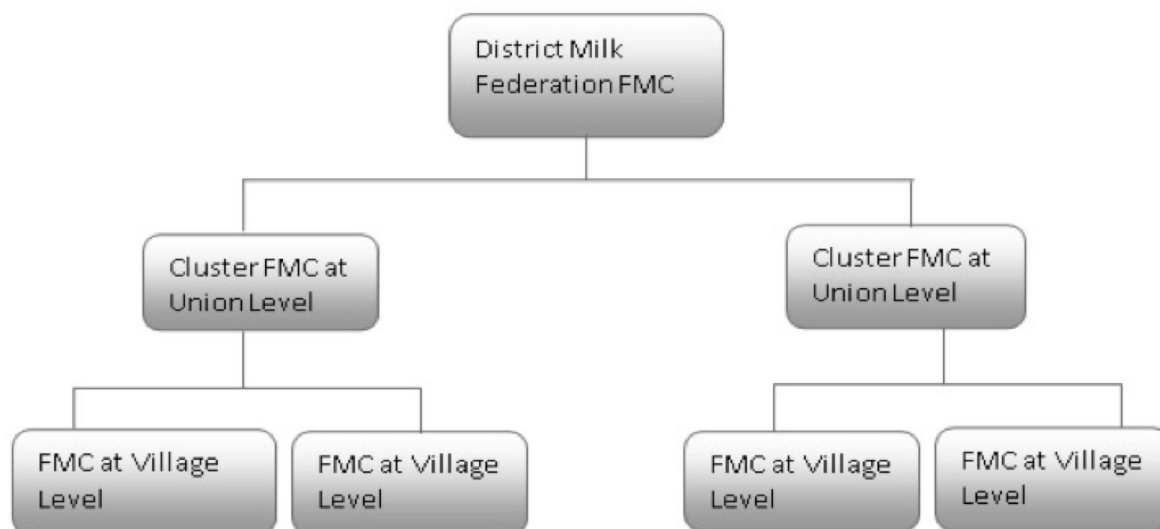 District Milk
Federation FMC
Cluster FMC at
Union Level
Cluster FMC at
Union Level
FMC at Village
Level
FMC at Village
Level
FMC at Village
Level
FMC at Village
Level